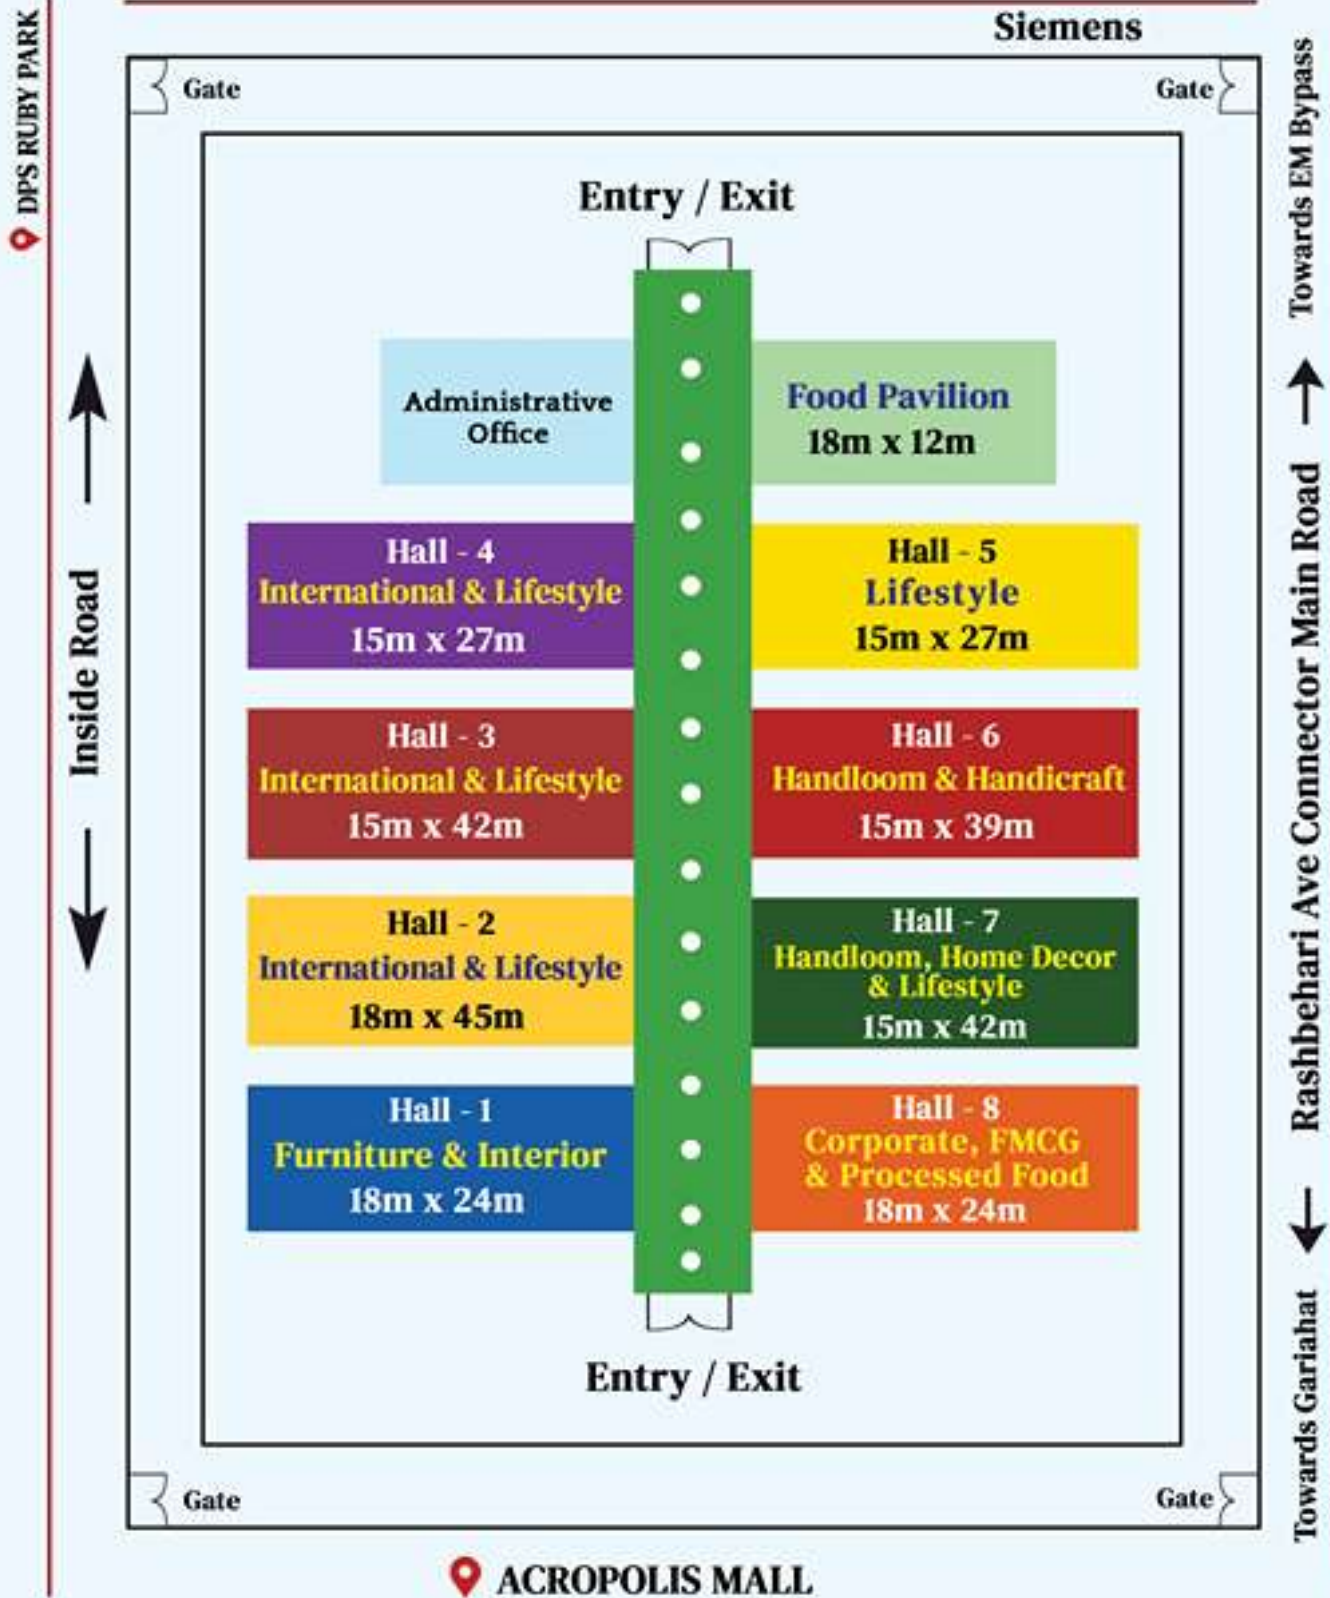 Siemens
DPS RUBY PARK
Gate
Gate
Towards EM Bypass
Entry / Exit
Administrative
Office
Food Pavilion
18m x 12m
Hall - 4
International & Lifestyle
15m x 27m
Hall - 5
Lifestyle
15m x 27m
Inside Road
Hall - 3
International & Lifestyle
15m x 42m
Hall - 6
Handloom & Handicraft
15m x 39m
Rashbehari Ave Connector Main Road
Hall - 2
International & Lifestyle
18m x 45m
Hall - 7
Handloom, Home Decor
& Lifestyle
15m x 42m
Hall - 1
Furniture & Interior
18m x 24m
Hall - 8
Corporate, FMCG
& Processed Food
18m x 24m
Entry / Exit
Towards Gariahat
Gate
Gate
ACROPOLIS MALL